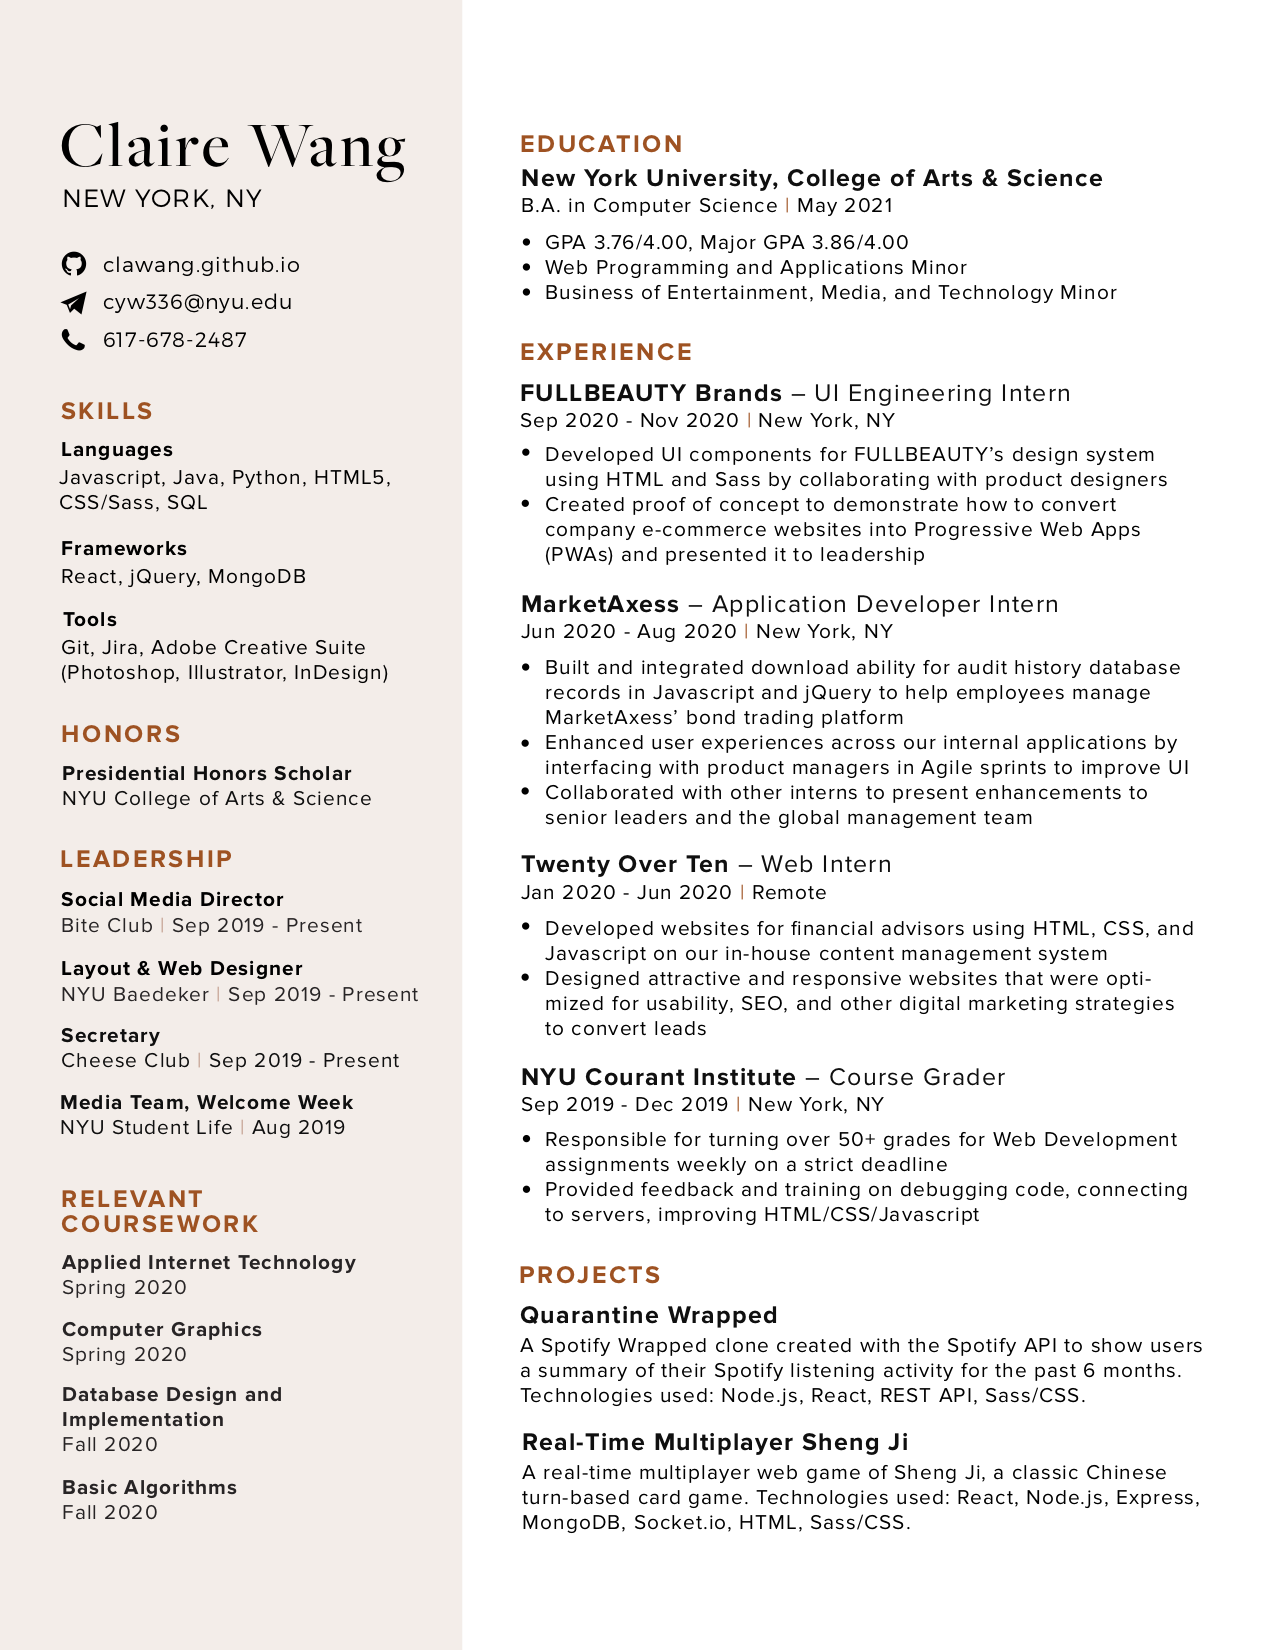 Claire Wang
NEW YORK, NY
clawang.github.io
cyw336@nyu.edu
617-678-2487
SKILLS
Languages
Javascript, Java, Python, HTML5,
CSS/Sass, SQL
Frameworks
React, jQuery, MongoDB
Tools
Git, Jira, Adobe Creative Suite
(Photoshop, Illustrator, InDesign)
HONORS
Presidential Honors Scholar
NYU College of Arts & Science
LEADERSHIP
Social Media Director
Bite Club | Sep 2019 - Present
Layout & Web Designer
NYU Baedeker | Sep 2019 - Present
Secretary
Cheese Club | Sep 2019 - Present
Media Team, Welcome Week
NYU Student Life | Aug 2019
RELEVANT
COURSEWORK
Applied Internet Technology
Spring 2020
Computer Graphics
Spring 2020
Database Design and
Implementation
Fall 2020
Basic Algorithms
Fall 2020
EDUCATION
New York University, College of Arts & Science
B.A. in Computer Science | May 2021
• GPA 3.76/4.00, Major GPA 3.86/4.00
• Web Programming and Applications Minor
• Business of Entertainment, Media, and Technology Minor
EXPERIENCE
FULLBEAUTY Brands – UI Engineering Intern
Sep 2020 - Nov 2020 | New York, NY
• Developed UI components for FULLBEAUTY’s design system
using HTML and Sass by collaborating with product designers
• Created proof of concept to demonstrate how to convert
company e-commerce websites into Progressive Web Apps
(PWAs) and presented it to leadership
MarketAxess – Application Developer Intern
Jun 2020 - Aug 2020 | New York, NY
• Built and integrated download ability for audit history database
records in Javascript and jQuery to help employees manage
MarketAxess’ bond trading platform
• Enhanced user experiences across our internal applications by
interfacing with product managers in Agile sprints to improve UI
• Collaborated with other interns to present enhancements to
senior leaders and the global management team
Twenty Over Ten – Web Intern
Jan 2020 - Jun 2020 | Remote
• Developed websites for financial advisors using HTML, CSS, and
Javascript on our in-house content management system
• Designed attractive and responsive websites that were opti-
mized for usability, SEO, and other digital marketing strategies
to convert leads
NYU Courant Institute – Course Grader
Sep 2019 - Dec 2019 | New York, NY
• Responsible for turning over 50+ grades for Web Development
assignments weekly on a strict deadline
• Provided feedback and training on debugging code, connecting
to servers, improving HTML/CSS/Javascript
PROJECTS
Quarantine Wrapped
A Spotify Wrapped clone created with the Spotify API to show users
a summary of their Spotify listening activity for the past 6 months.
Technologies used: Node.js, React, REST API, Sass/CSS.
Real-Time Multiplayer Sheng Ji
A real-time multiplayer web game of Sheng Ji, a classic Chinese
turn-based card game. Technologies used: React, Node.js, Express,
MongoDB, Socket.io, HTML, Sass/CSS.